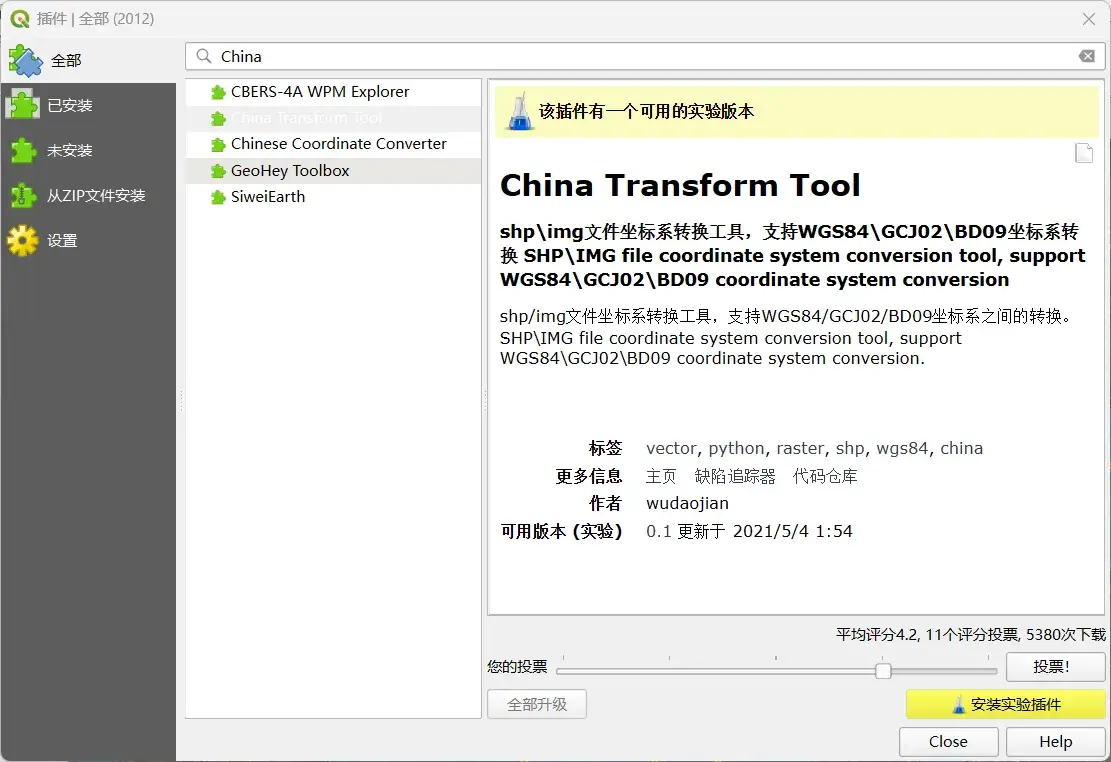 插件 | 全部 (2012)
全部
已安装
未安装
从ZIP文件安装
设置
China
CBERS-4A WPM Explorer
China Transform Tool
Chinese Coordinate Converter
GeoHey Toolbox
SiweiEarth
该插件有一个可用的实验版本
China Transform Tool
shp\img文件坐标系转换工具，支持WGS84\GCJ02\BD09坐标系转
换 SHP\IMG file coordinate system conversion tool, support
WGS84\GCJ02\BD09 coordinate system conversion
shp/img文件坐标系转换工具，支持WGS84/GCJ02/BD09坐标系之间的转换。
SHP\IMG file coordinate system conversion tool, support
WGS84\GCJ02\BD09 coordinate system conversion.
标签 vector, python, raster, shp, wgs84, china
更多信息 主页 缺陷追踪器 代码仓库
作者 wudaojian
可用版本 (实验) 0.1 更新于 2021/5/4 1:54
平均评分4.2, 11个评分投票, 5380次下载
您的投票 投票!
全部升级 安装实验插件
Close Help